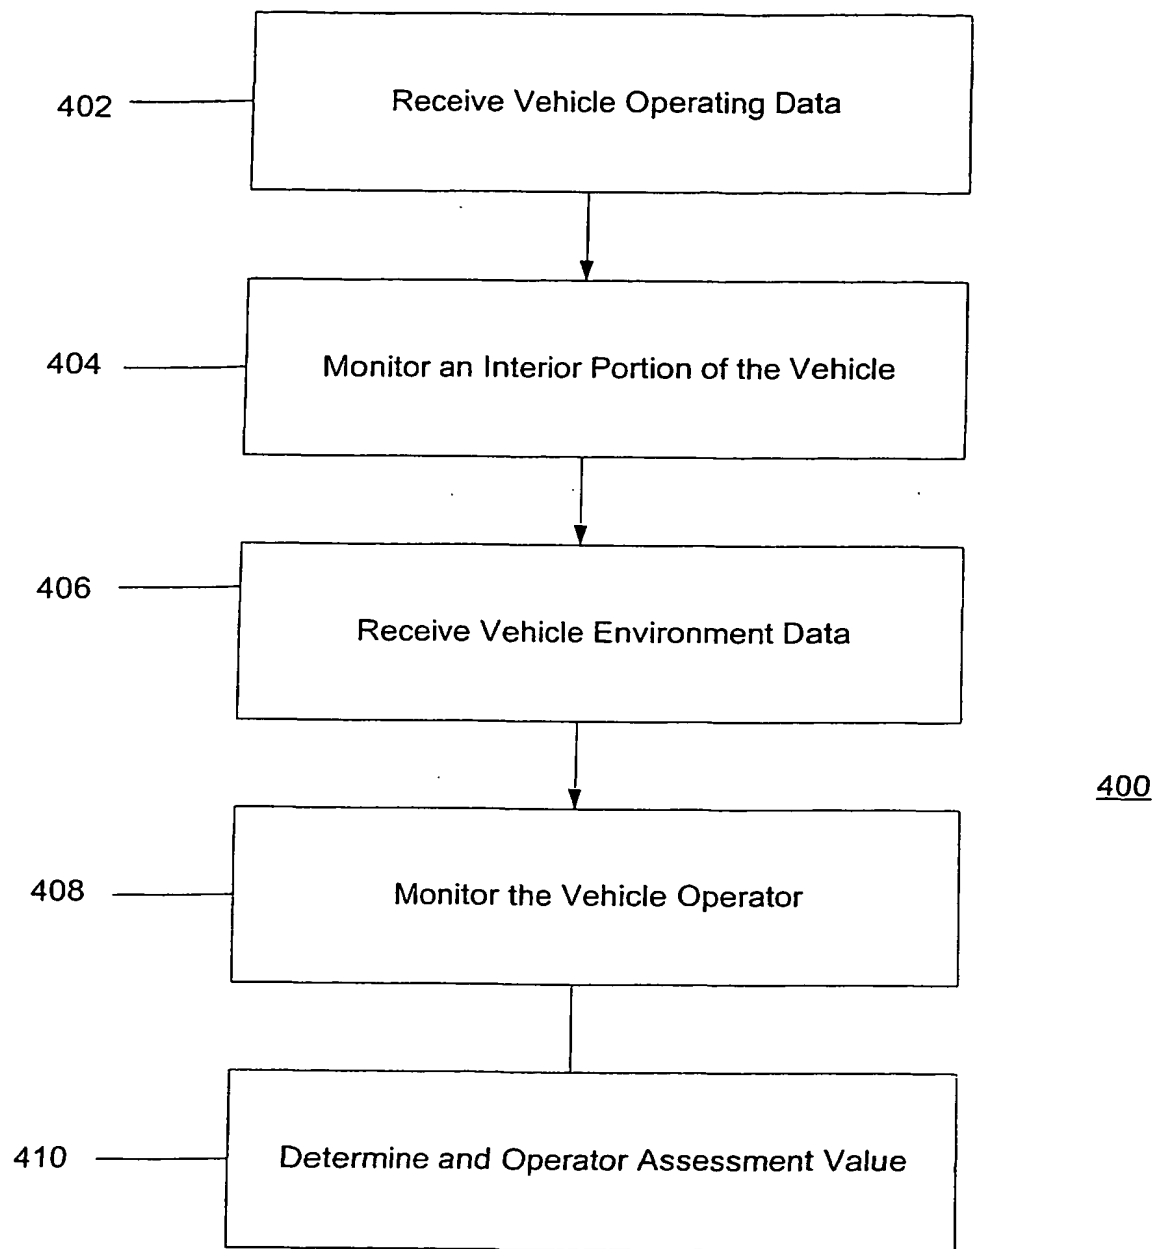 402
Receive Vehicle Operating Data
404
Monitor an Interior Portion of the Vehicle
406
Receive Vehicle Environment Data
400
408
Monitor the Vehicle Operator
410
Determine and Operator Assessment Value